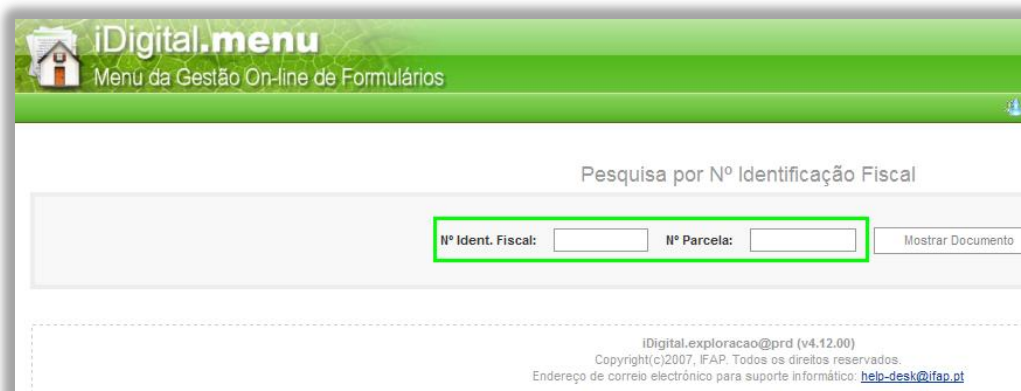 iDigital.menu
Menu da Gestão On-line de Formulários
Pesquisa por Nº Identificação Fiscal
Nº Ident. Fiscal: Nº Parcela: Mostrar Documento
iDigital.exploracao@prd (v4.12.00)
Copyright(c)2007, IFAP. Todos os direitos reservados.
Endereço de correio electrónico para suporte informático: help-desk@ifap.pt